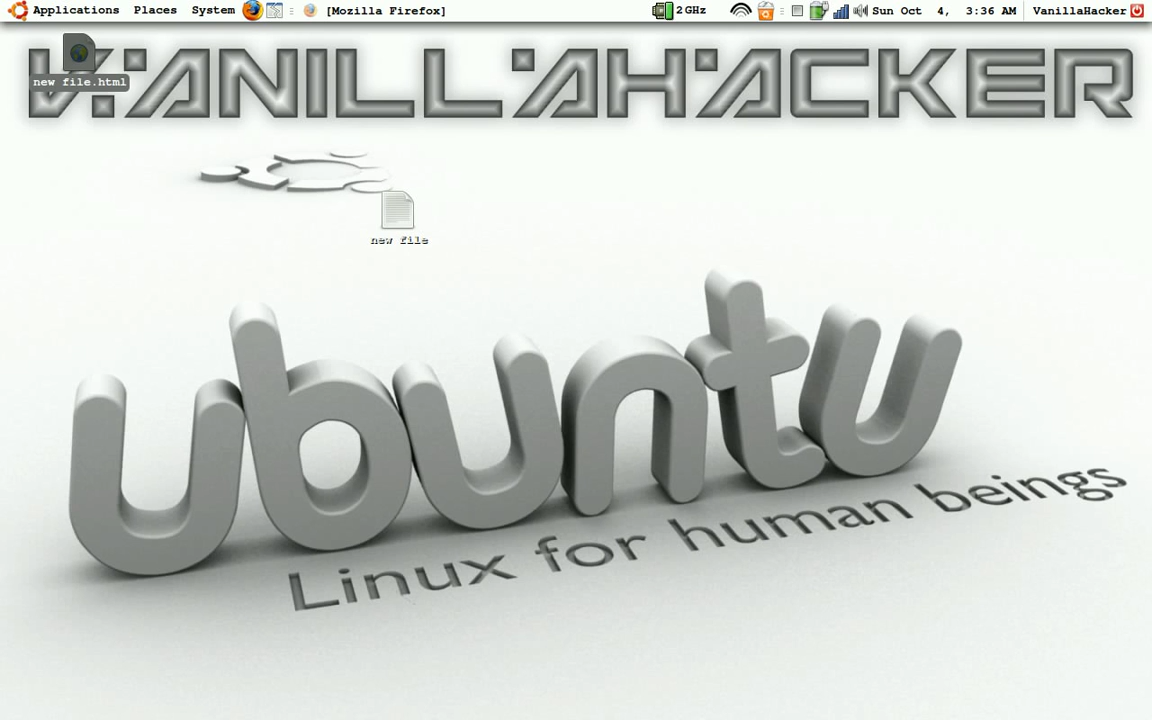 Applications Places System [Mozilla Firefox] 2 GHz Sun Oct 4, 3:36 AM VanillaHacker
VANILLAHACKER
new file.html
new file
ubuntu
Linux for human beings